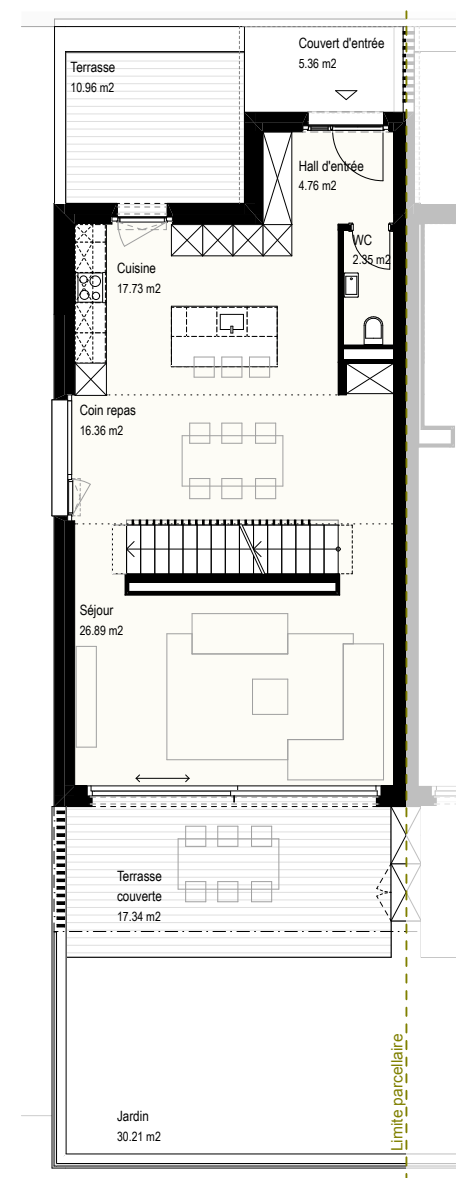 Couvert d'entrée
5.36 m2
Terrasse
10.96 m2
Hall d'entrée
4.76 m2
WC
2.35 m2
Cuisine
17.73 m2
Coin repas
16.36 m2
Séjour
26.89 m2
Terrasse
couverte
17.34 m2
Limite parcellaire
Jardin
30.21 m2